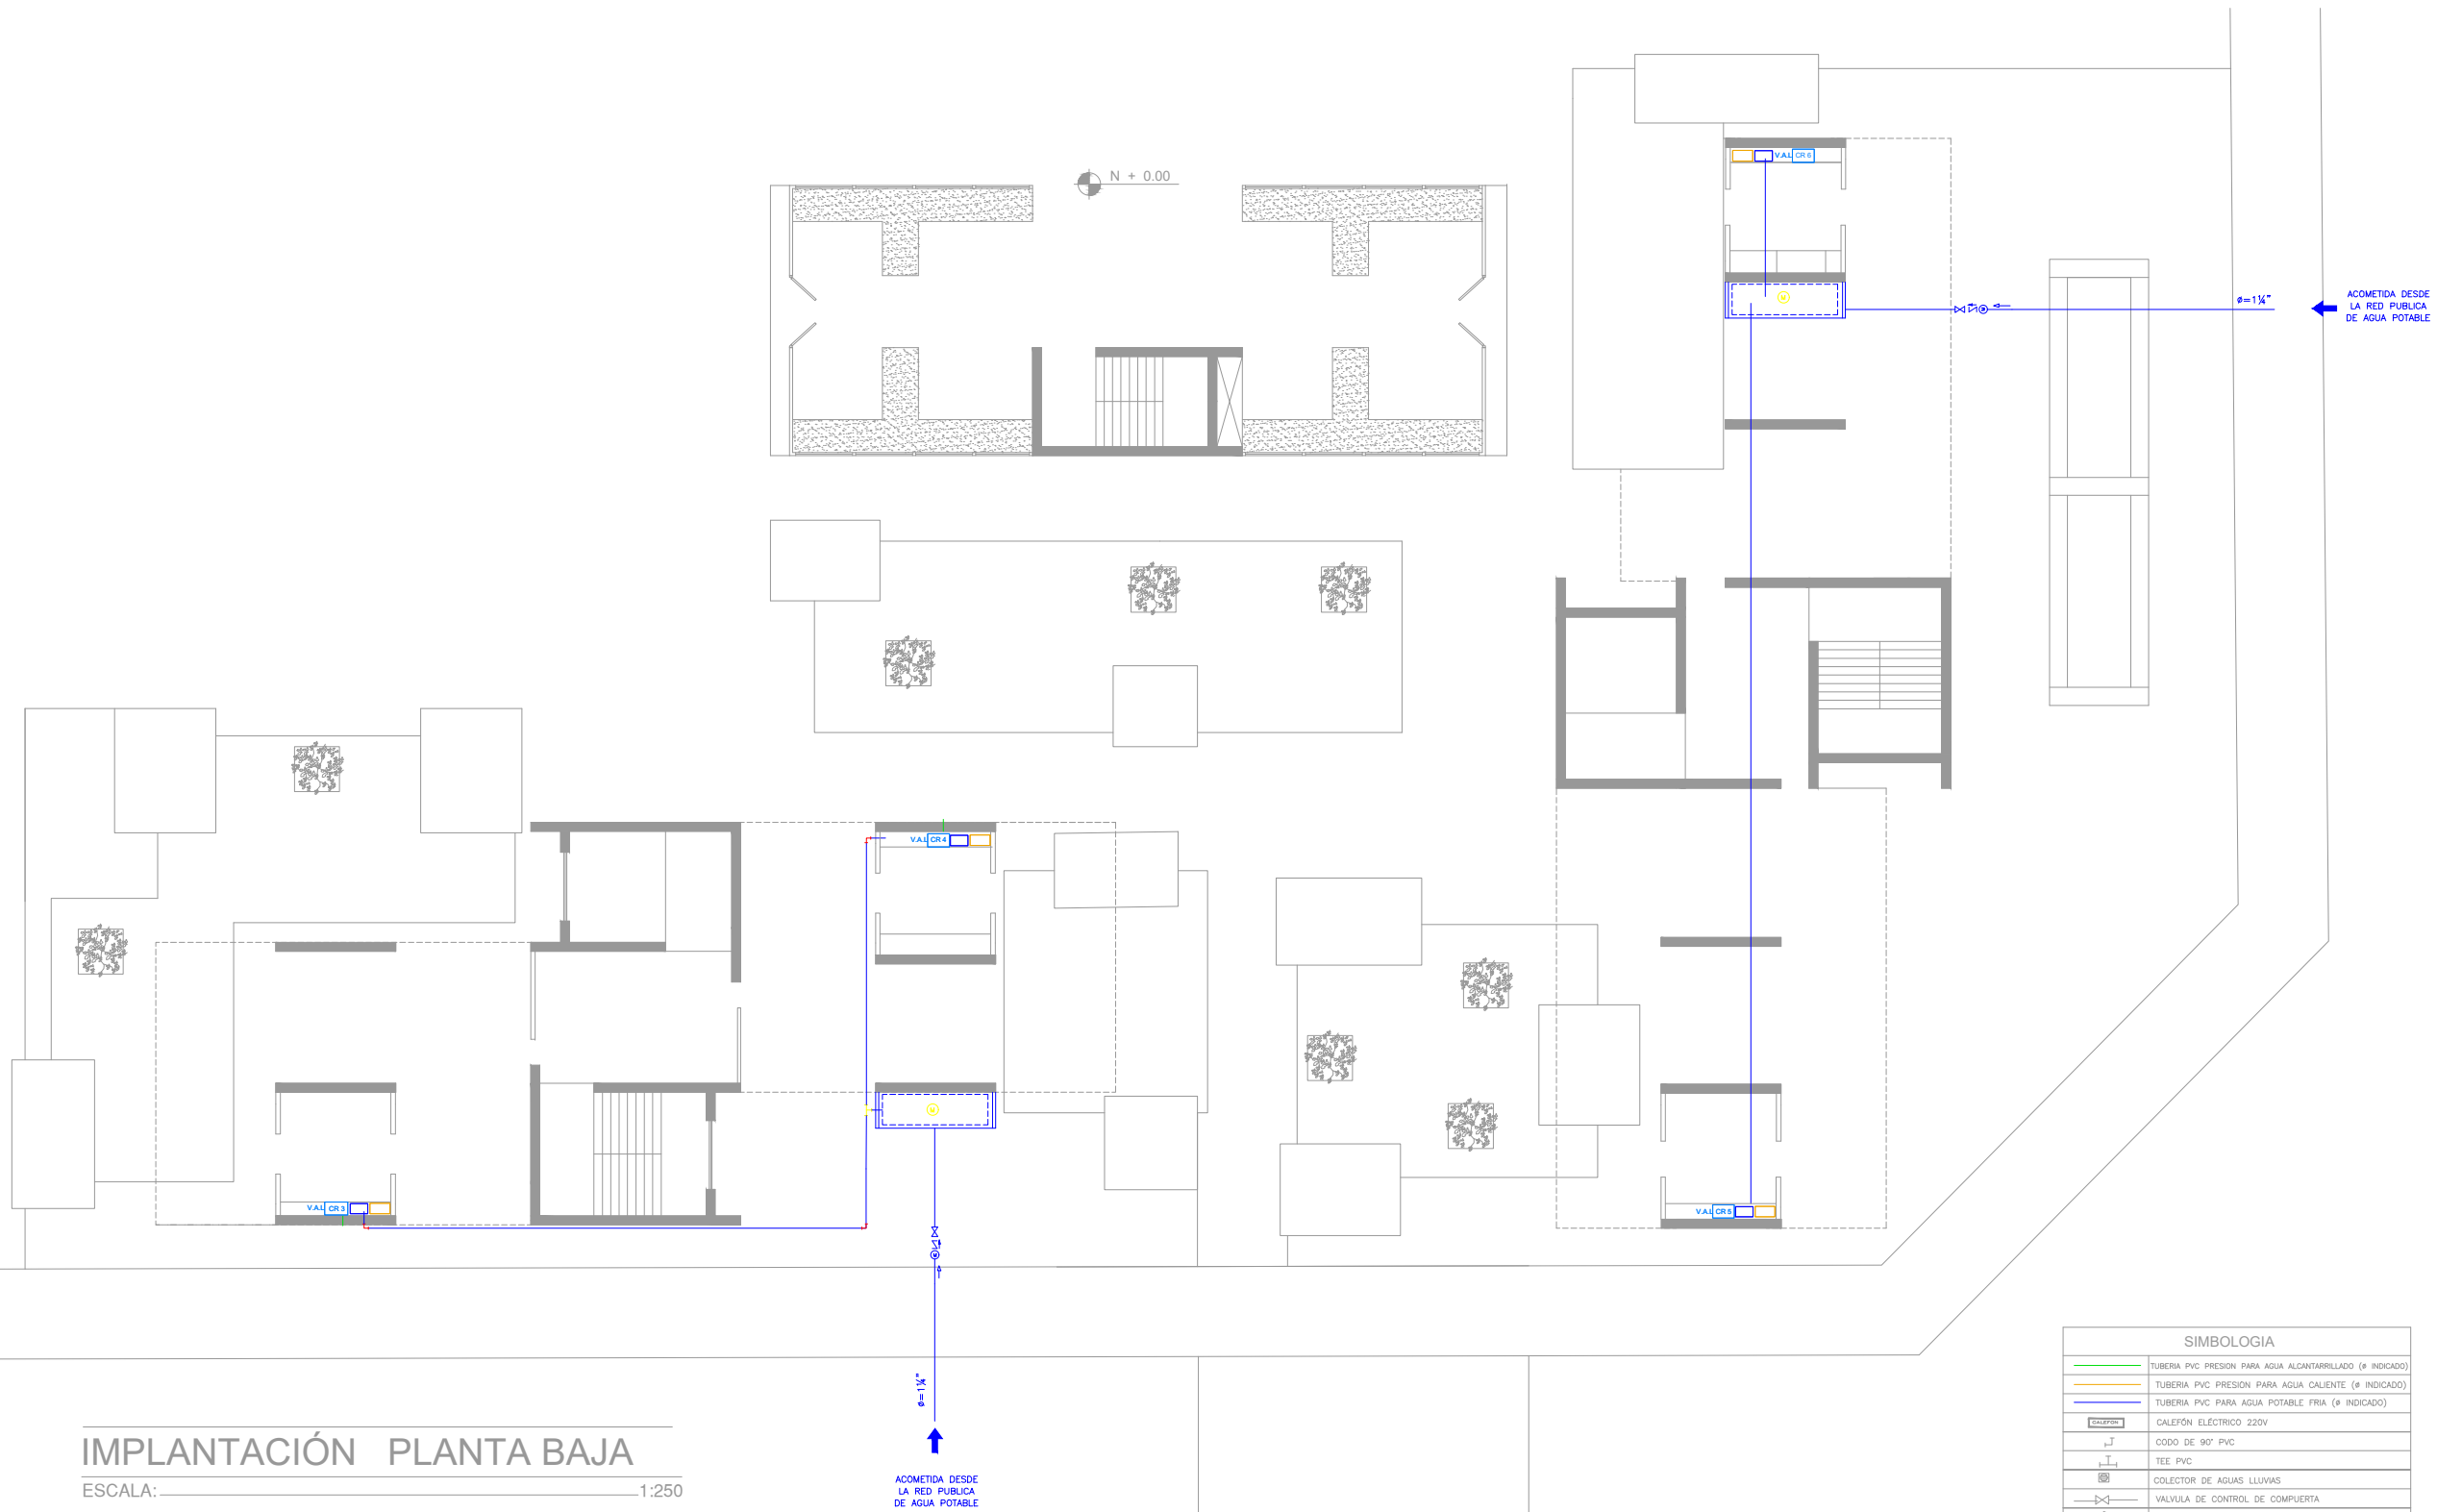 N + 0.00
V.A.L CR 6
ø=1¼"
ACOMETIDA DESDE
LA RED PUBLICA
DE AGUA POTABLE
V.A.L CR 4
V.A.L CR 3
V.A.L CR 5
ø=1¼"
ACOMETIDA DESDE
LA RED PUBLICA
DE AGUA POTABLE
IMPLANTACIÓN PLANTA BAJA
ESCALA: 1:250
SIMBOLOGIA
TUBERIA PVC PRESION PARA AGUA ALCANTARRILLADO (ø INDICADO)
TUBERIA PVC PRESION PARA AGUA CALIENTE (ø INDICADO)
TUBERIA PVC PARA AGUA POTABLE FRIA (ø INDICADO)
CALEFON CALEFÓN ELÉCTRICO 220V
CODO DE 90° PVC
TEE PVC
COLECTOR DE AGUAS LLUVIAS
VALVULA DE CONTROL DE COMPUERTA